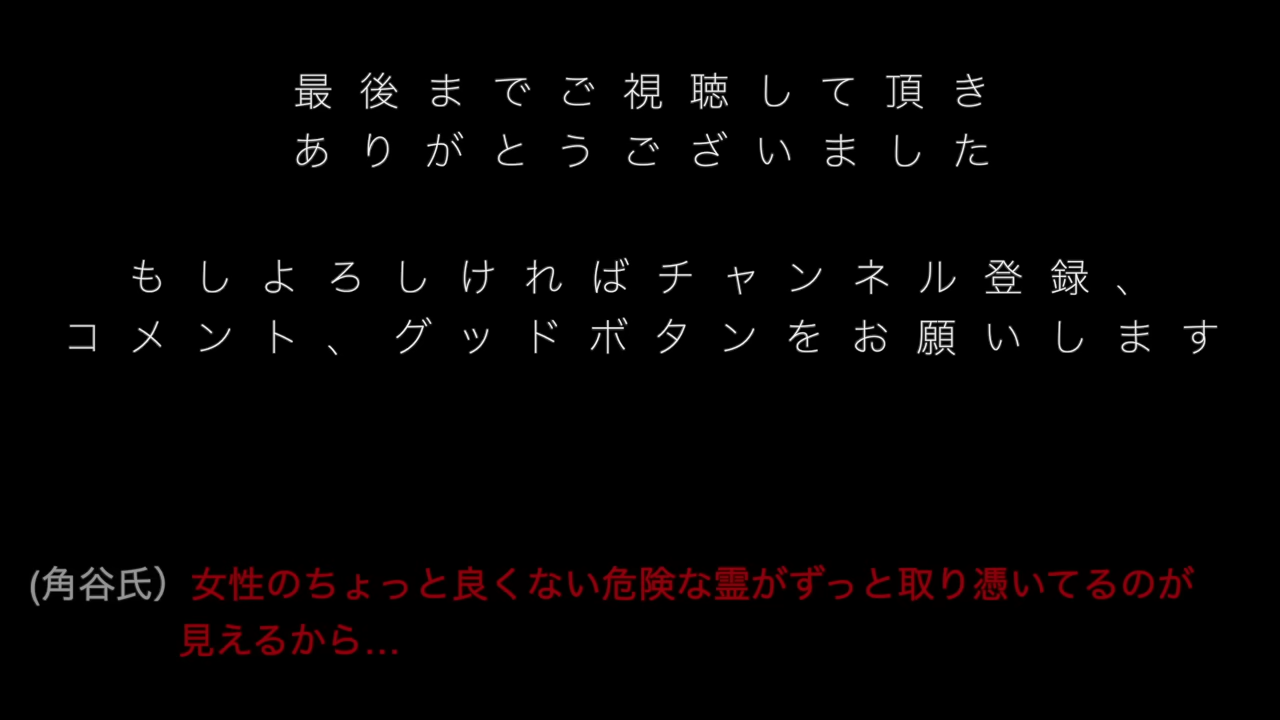 最後までご視聴して頂き
ありがとうございました
もしよろしければチャンネル登録、
コメント、グッドボタンをお願いします
(角谷氏）女性のちょっと良くない危険な霊がずっと取り憑いてるのが
見えるから…